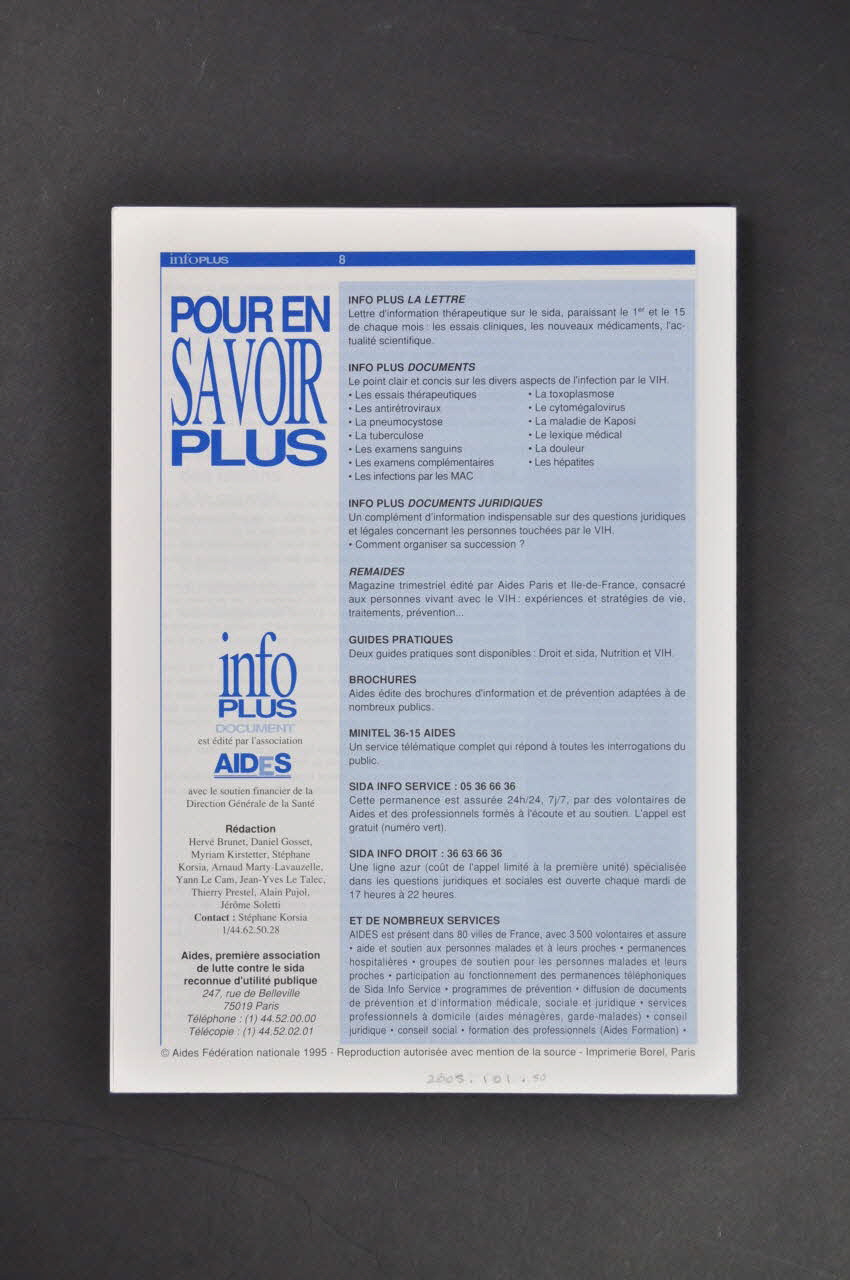 infoPLUS 8
POUR EN
SAVOIR
PLUS
info
PLUS
DOCUMENT
est édité par l'association
AIDES
avec le soutien financier de la
Direction Générale de la Santé
Rédaction
Hervé Brunet, Daniel Gosset,
Myriam Kirstetter, Stéphane
Korsia, Arnaud Marty-Lavauzelle,
Yann Le Cam, Jean-Yves Le Talec,
Thierry Prestel, Alain Pujol,
Jérôme Soletti
Contact : Stéphane Korsia
1/44.62.50.28
Aides, première association
de lutte contre le sida
reconnue d'utilité publique
247, rue de Belleville
75019 Paris
Téléphone : (1) 44.52.00.00
Télécopie : (1) 44.52.02.01
INFO PLUS LA LETTRE
Lettre d'information thérapeutique sur le sida, paraissant le 1er et le 15
de chaque mois : les essais cliniques, les nouveaux médicaments, l'ac-
tualité scientifique.
INFO PLUS DOCUMENTS
Le point clair et concis sur les divers aspects de l'infection par le VIH.
• Les essais thérapeutiques
• Les antirétroviraux
• La pneumocystose
• La tuberculose
• Les examens sanguins
• Les examens complémentaires
• Les infections par les MAC
• La toxoplasmose
• Le cytomégalovirus
• La maladie de Kaposi
• Le lexique médical
• La douleur
• Les hépatites
INFO PLUS DOCUMENTS JURIDIQUES
Un complément d'information indispensable sur des questions juridiques
et légales concernant les personnes touchées par le VIH.
• Comment organiser sa succession ?
REMAIDES
Magazine trimestriel édité par Aides Paris et Ile-de-France, consacré
aux personnes vivant avec le VIH : expériences et stratégies de vie,
traitements, prévention...
GUIDES PRATIQUES
Deux guides pratiques sont disponibles : Droit et sida, Nutrition et VIH.
BROCHURES
Aides édite des brochures d'information et de prévention adaptées à de
nombreux publics.
MINITEL 36-15 AIDES
Un service télématique complet qui répond à toutes les interrogations du
public.
SIDA INFO SERVICE : 05 36 66 36
Cette permanence est assurée 24h/24, 7j/7, par des volontaires de
Aides et des professionnels formés à l'écoute et au soutien. L'appel est
gratuit (numéro vert).
SIDA INFO DROIT : 36 63 66 36
Une ligne azur (coût de l'appel limité à la première unité) spécialisée
dans les questions juridiques et sociales est ouverte chaque mardi de
17 heures à 22 heures.
ET DE NOMBREUX SERVICES
AIDES est présent dans 80 villes de France, avec 3 500 volontaires et assure
• aide et soutien aux personnes malades et à leurs proches • permanences
hospitalières • groupes de soutien pour les personnes malades et leurs
proches • participation au fonctionnement des permanences téléphoniques
de Sida Info Service • programmes de prévention • diffusion de documents
de prévention et d'information médicale, sociale et juridique • services
professionnels à domicile (aides ménagères, garde-malades) • conseil
juridique • conseil social • formation des professionnels (Aides Formation) •
© Aides Fédération nationale 1995 - Reproduction autorisée avec mention de la source - Imprimerie Borel, Paris
2005.101.50